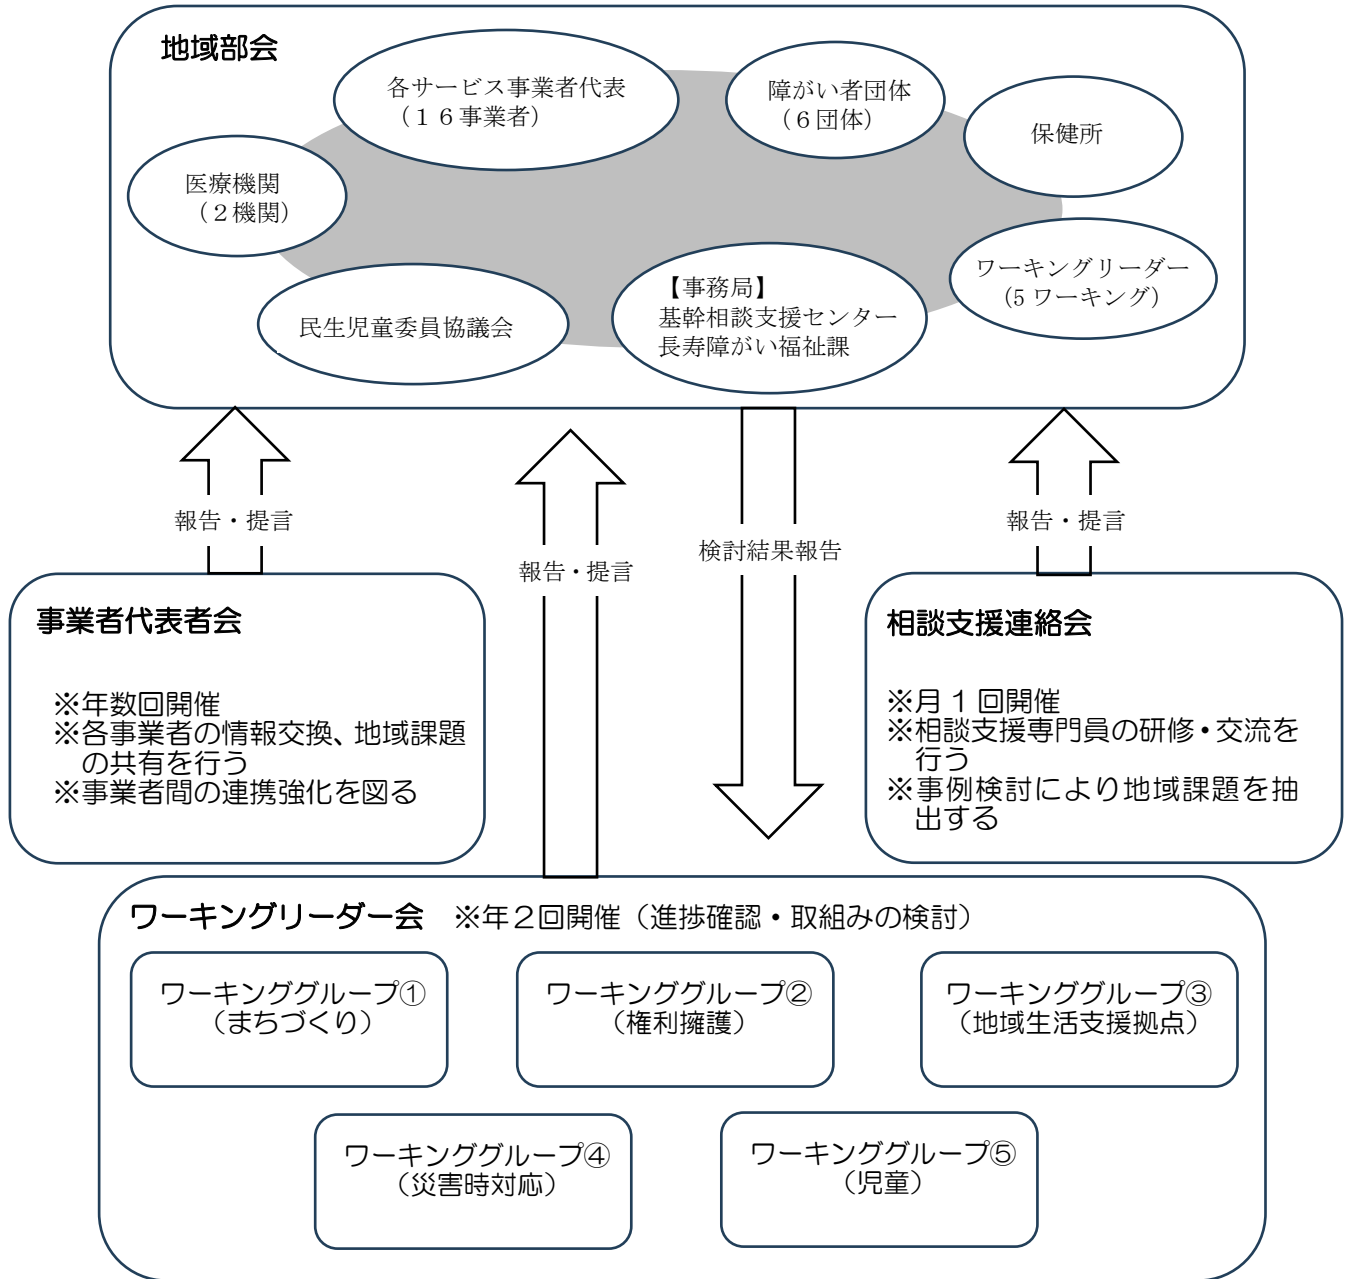 地域部会
各サービス事業者代表
(16事業者)
障がい者団体
(6団体)
保健所
医療機関
(2機関)
ワーキングリーダー
(5ワーキング)
民生児童委員協議会
【事務局】
基幹相談支援センター
長寿障がい福祉課
報告・提言
報告・提言
検討結果報告
報告・提言
事業者代表者会
※年数回開催
※各事業者の情報交換、地域課題
の共有を行う
※事業者間の連携強化を図る
相談支援連絡会
※月1回開催
※相談支援専門員の研修・交流を
行う
※事例検討により地域課題を抽
出する
ワーキングリーダー会 ※年2回開催(進捗確認・取組みの検討)
ワーキンググループ①
(まちづくり)
ワーキンググループ②
(権利擁護)
ワーキンググループ③
(地域生活支援拠点)
ワーキンググループ④
(災害時対応)
ワーキンググループ⑤
(児童)